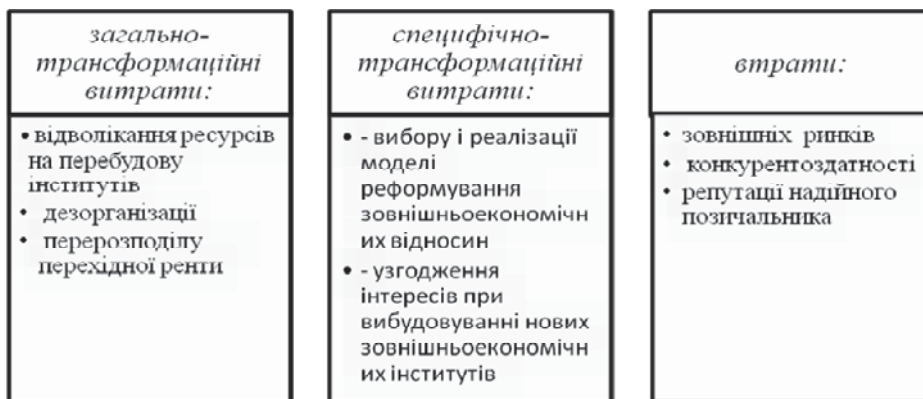 загально-
трансформаційні
витрати:
• відволікання ресурсів
на перебудову
інститутів
• дезорганізації
• перерозподілу
перехідної ренти
специфічно-
трансформаційні
витрати:
• - вибору і реалізації
моделі
реформування
зовнішньоекономічн
их відносин
• - узгодження
інтересів при
вибудовуванні нових
зовнішньоекономічн
их інститутів
втрати:
• зовнішніх ринків
• конкурентоздатності
• репутації надійного
позичальника